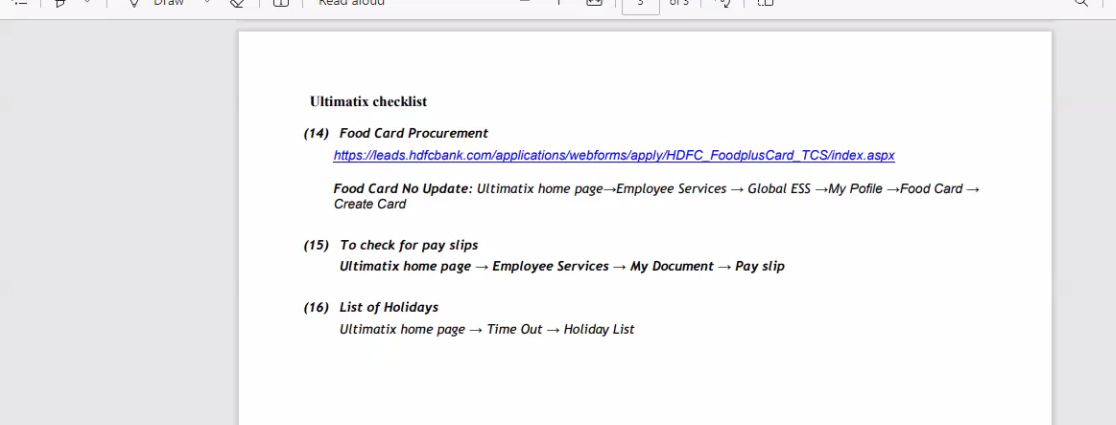 Draw
Read aloud
3
of 3
Ultimatix checklist
(14) Food Card Procurement
https://leads.hdfcbank.com/applications/webforms/apply/HDFC_FoodplusCard_TCS/index.aspx
Food Card No Update: Ultimatix home page→Employee Services → Global ESS →My Pofile →Food Card →
Create Card
(15) To check for pay slips
Ultimatix home page → Employee Services → My Document → Pay slip
(16) List of Holidays
Ultimatix home page → Time Out → Holiday List